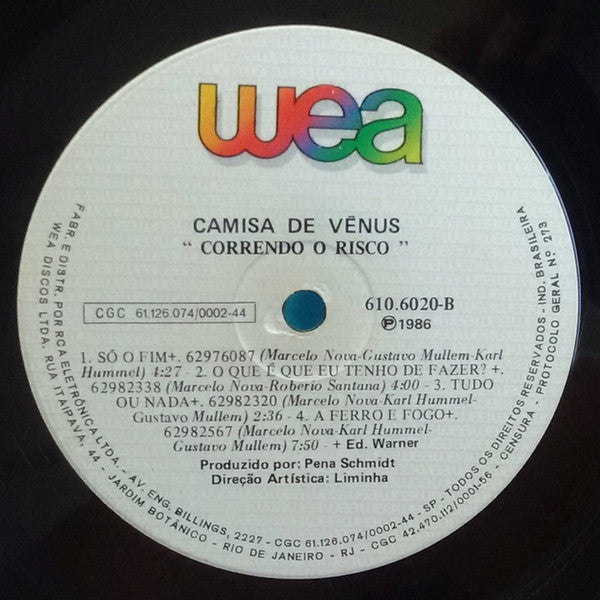 wea
CAMISA DE VÊNUS
“ CORRENDO O RISCO ”
CGC 61.126.074/0002-44
610.6020-B
Ⓟ1986
1. SÓ O FIM+. 62976087 (Marcelo Nova-Gustavo Mullem-Karl
Hummel) 4:27 - 2. O QUE É QUE EU TENHO DE FAZER? +.
62982338 (Marcelo Nova-Roberio Santana) 4:00 - 3. TUDO
OU NADA+. 62982320 (Marcelo Nova-Karl Hummel-
Gustavo Mullem) 2:36 - 4. A FERRO E FOGO+.
62982567 (Marcelo Nova-Karl Hummel-
Gustavo Mullem) 7:50 - + Ed. Warner
Produzido por: Pena Schmidt
Direção Artística: Liminha
FABR. E DISTR. POR RCA ELETRÔNICA LTDA. - AV. ENG. BILLINGS, 2227 - CGC 61.126.074/0002-44 - SP - TODOS OS DIREITOS RESERVADOS - IND. BRASILEIRA
WEA DISCOS LTDA. RUA ITAIPAVA, 44 - JARDIM BOTÂNICO - RIO DE JANEIRO - RJ - CGC 42.470.112/0001-56 - CENSURA - PROTOCOLO GERAL Nº 273